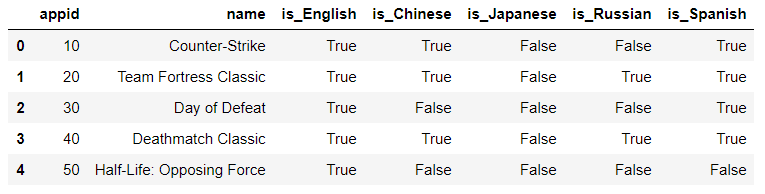 appid name is_English is_Chinese is_Japanese is_Russian is_Spanish
0 10 Counter-Strike True True False False True
1 20 Team Fortress Classic True True False True True
2 30 Day of Defeat True False False False True
3 40 Deathmatch Classic True True False True True
4 50 Half-Life: Opposing Force True False False False False